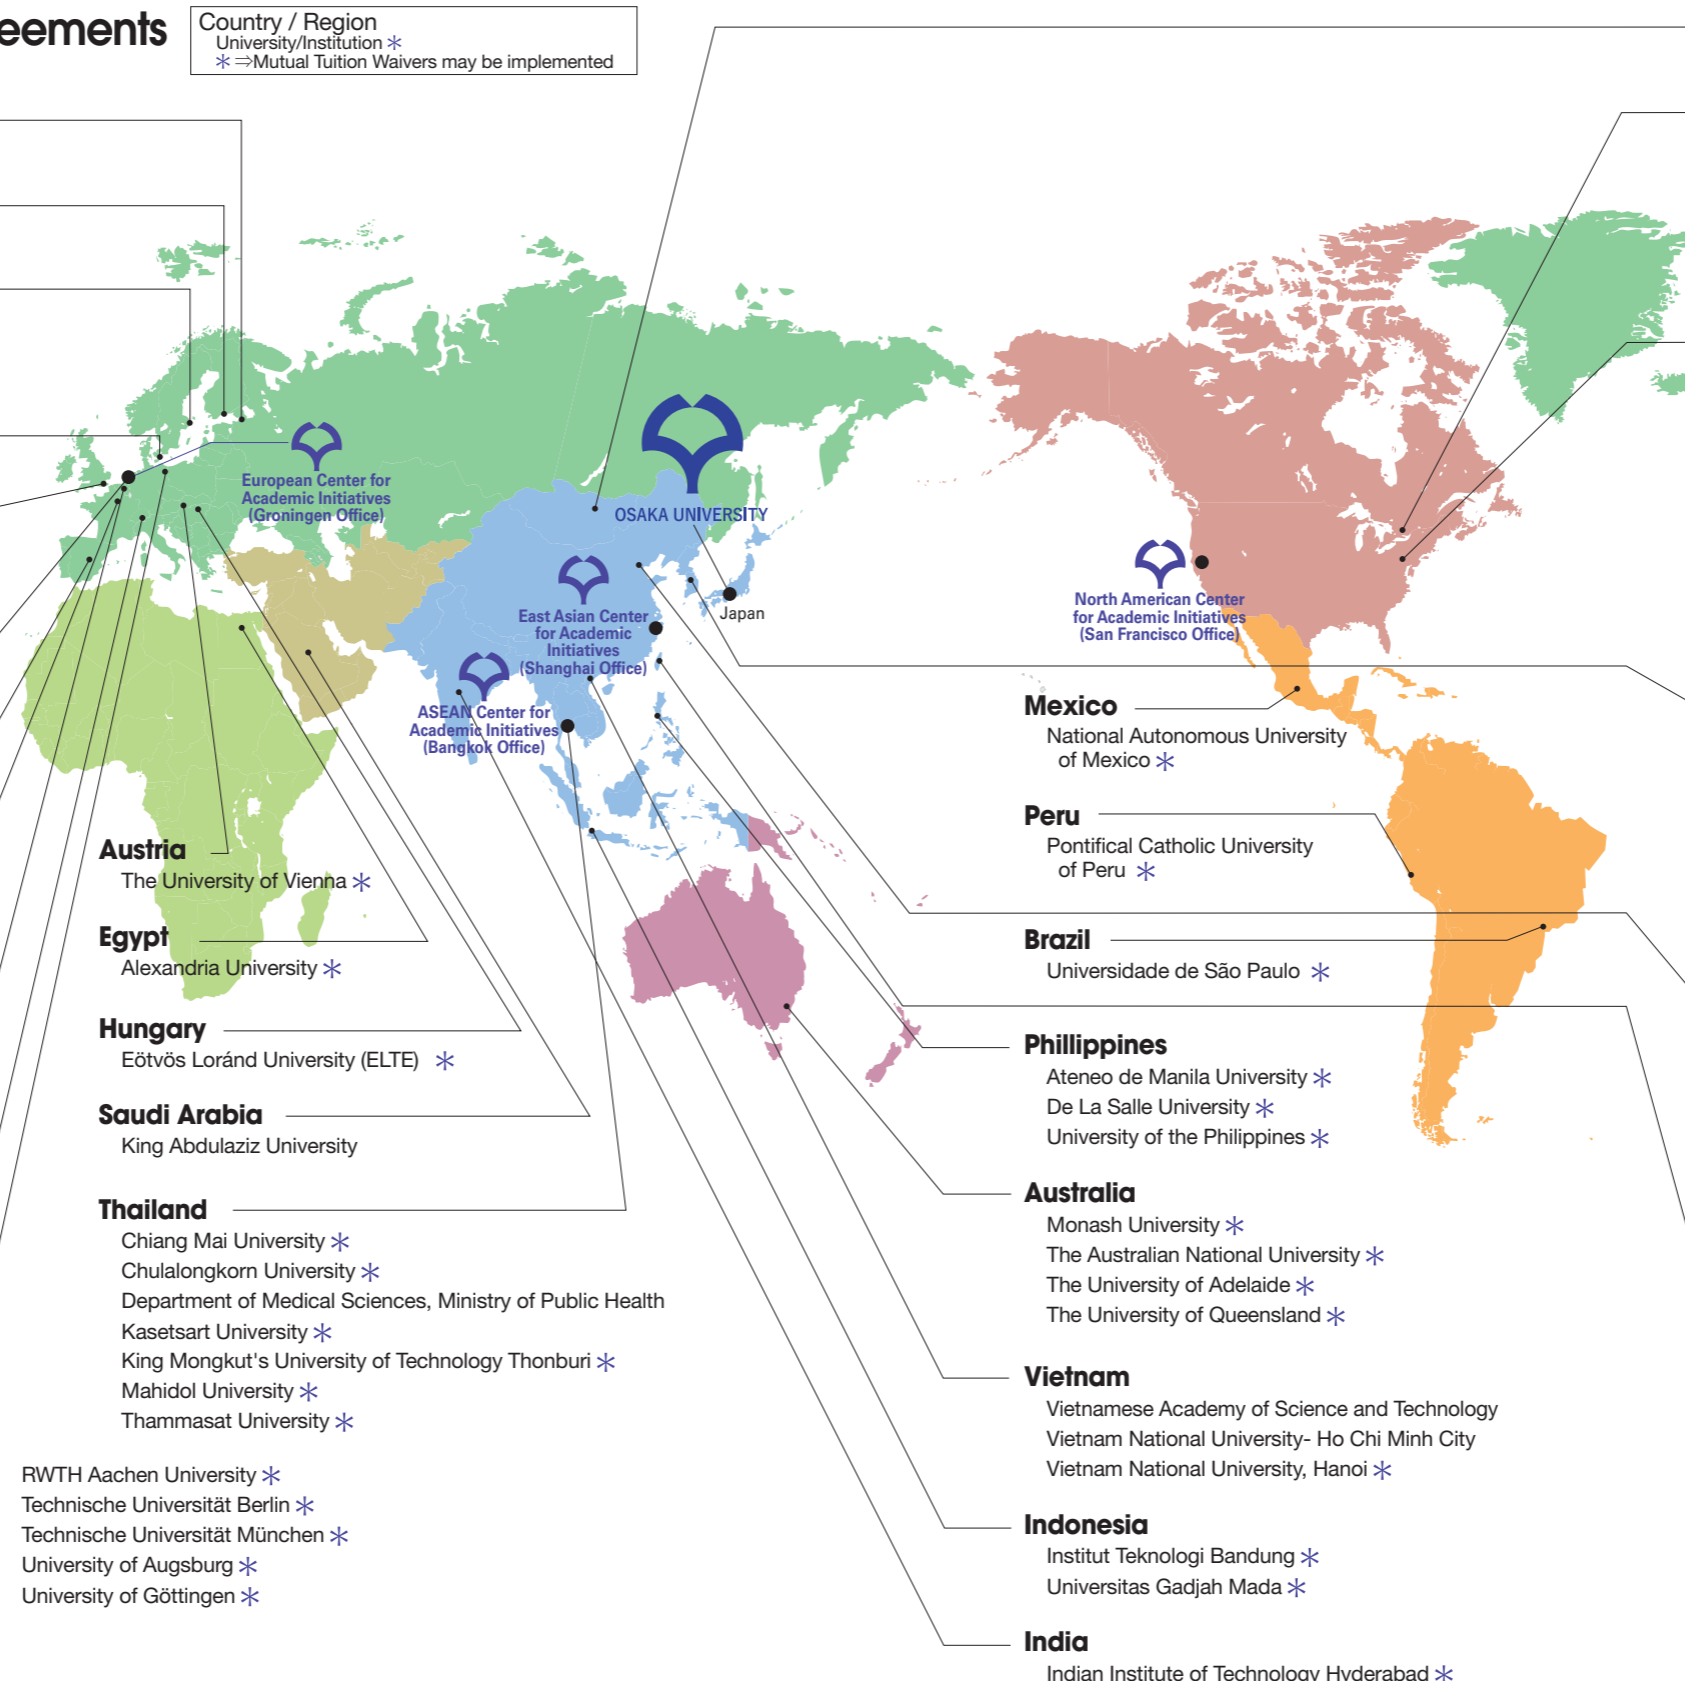 eements
Country / Region
University/Institution *
* ⇒Mutual Tuition Waivers may be implemented
European Center for
Academic Initiatives
(Groningen Office)
OSAKA UNIVERSITY
East Asian Center
for Academic
Initiatives
(Shanghai Office)
Japan
ASEAN Center for
Academic Initiatives
(Bangkok Office)
North American Center
for Academic Initiatives
(San Francisco Office)
Austria
The University of Vienna *
Egypt
Alexandria University *
Hungary
Eötvös Loránd University (ELTE) *
Saudi Arabia
King Abdulaziz University
Thailand
Chiang Mai University *
Chulalongkorn University *
Department of Medical Sciences, Ministry of Public Health
Kasetsart University *
King Mongkut's University of Technology Thonburi *
Mahidol University *
Thammasat University *
RWTH Aachen University *
Technische Universität Berlin *
Technische Universität München *
University of Augsburg *
University of Göttingen *
Mexico
National Autonomous University
of Mexico *
Peru
Pontifical Catholic University
of Peru *
Brazil
Universidade de São Paulo *
Phillippines
Ateneo de Manila University *
De La Salle University *
University of the Philippines *
Australia
Monash University *
The Australian National University *
The University of Adelaide *
The University of Queensland *
Vietnam
Vietnamese Academy of Science and Technology
Vietnam National University- Ho Chi Minh City
Vietnam National University, Hanoi *
Indonesia
Institut Teknologi Bandung *
Universitas Gadjah Mada *
India
Indian Institute of Technology Hyderabad *